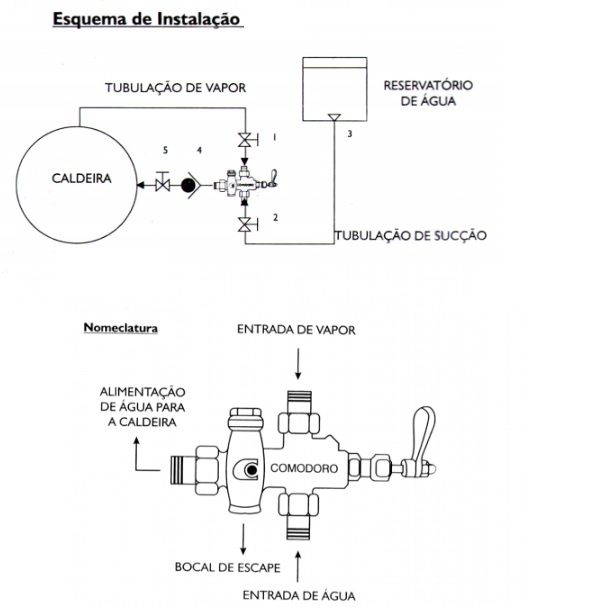 Esquema de Instalação
TUBULAÇÃO DE VAPOR
RESERVATÓRIO
DE ÁGUA
1
3
5
4
CALDEIRA
COMODORO
2
TUBULAÇÃO DE SUCÇÃO
Nomeclatura
ENTRADA DE VAPOR
ALIMENTAÇÃO
DE ÁGUA PARA
A CALDEIRA
COMODORO
BOCAL DE ESCAPE
ENTRADA DE ÁGUA